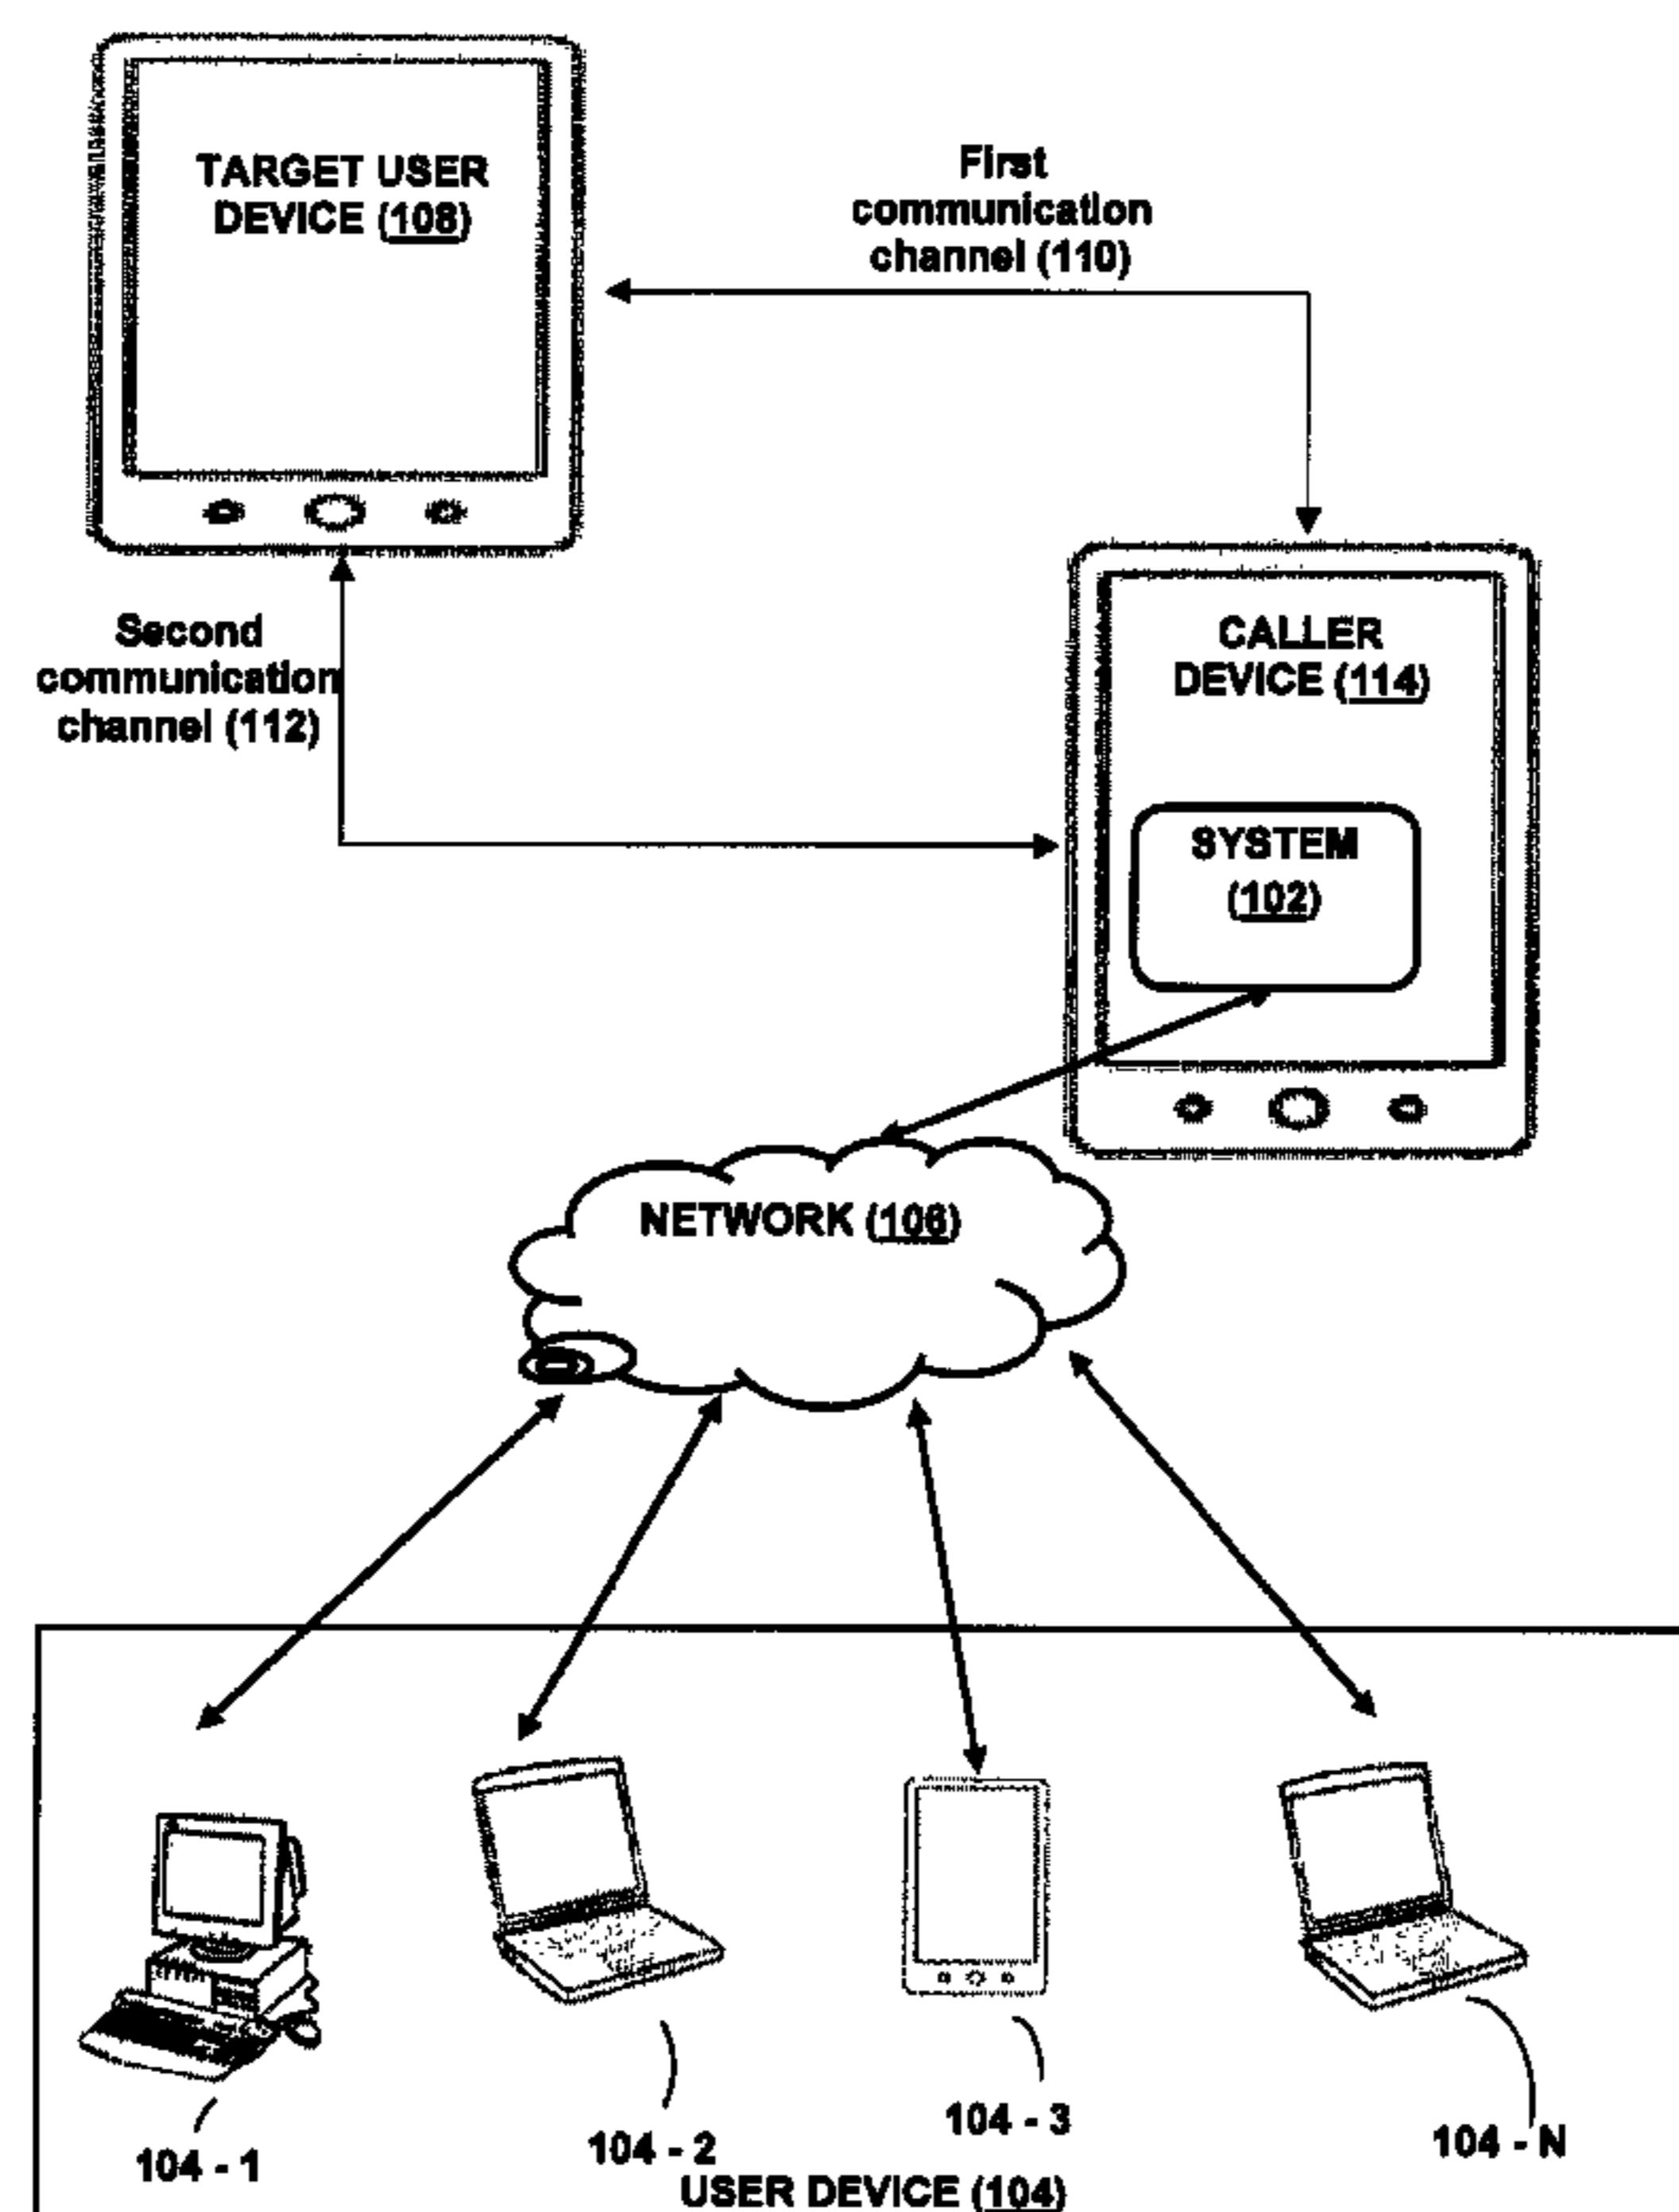 TARGET USER
DEVICE (108)
First
communication
channel (110)
Second
communication
channel (112)
CALLER
DEVICE (114)
SYSTEM
(102)
NETWORK (106)
104 - 1
104 - 2
104 - 3
104 - N
USER DEVICE (104)